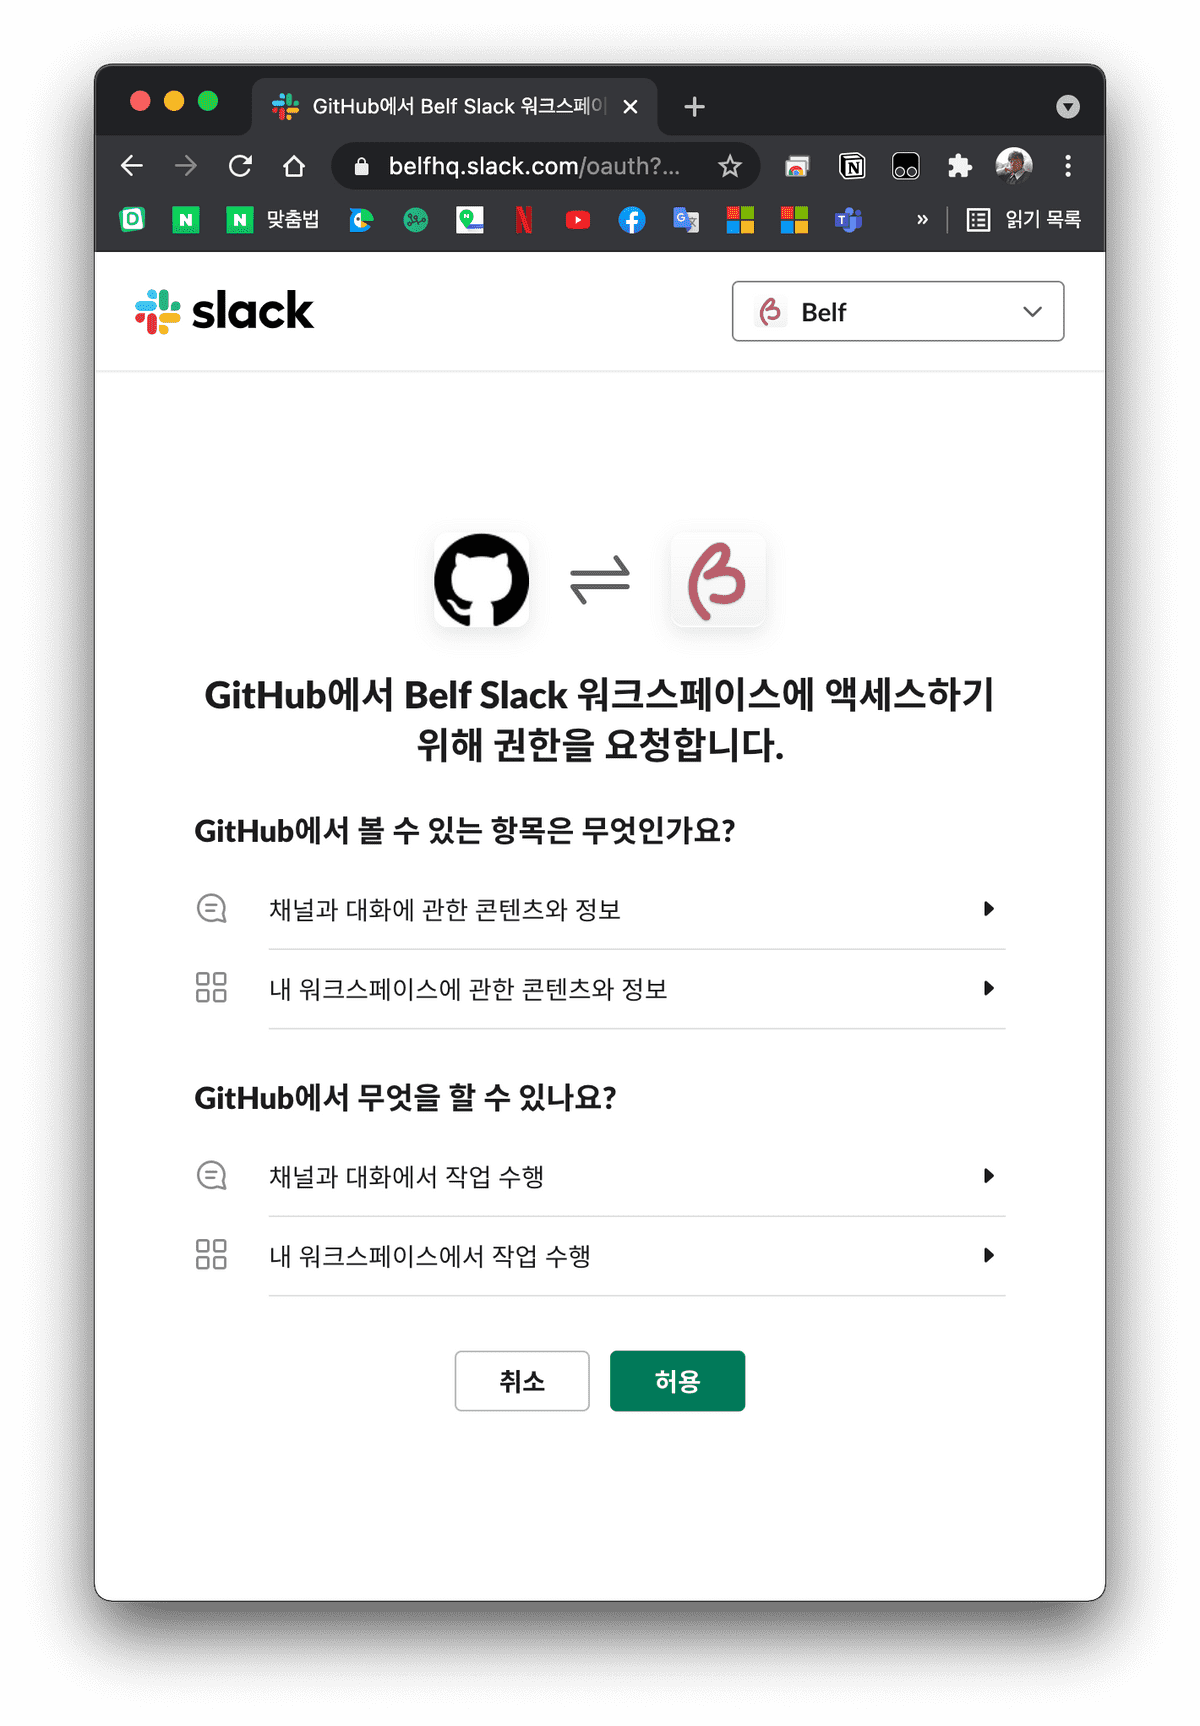 GitHub에서 Belf Slack 워크스페이
belfhq.slack.com/oauth?...
맞춤법
읽기 목록
slack
Belf
GitHub에서 Belf Slack 워크스페이스에 액세스하기
위해 권한을 요청합니다.
GitHub에서 볼 수 있는 항목은 무엇인가요?
채널과 대화에 관한 콘텐츠와 정보
내 워크스페이스에 관한 콘텐츠와 정보
GitHub에서 무엇을 할 수 있나요?
채널과 대화에서 작업 수행
내 워크스페이스에서 작업 수행
취소
허용